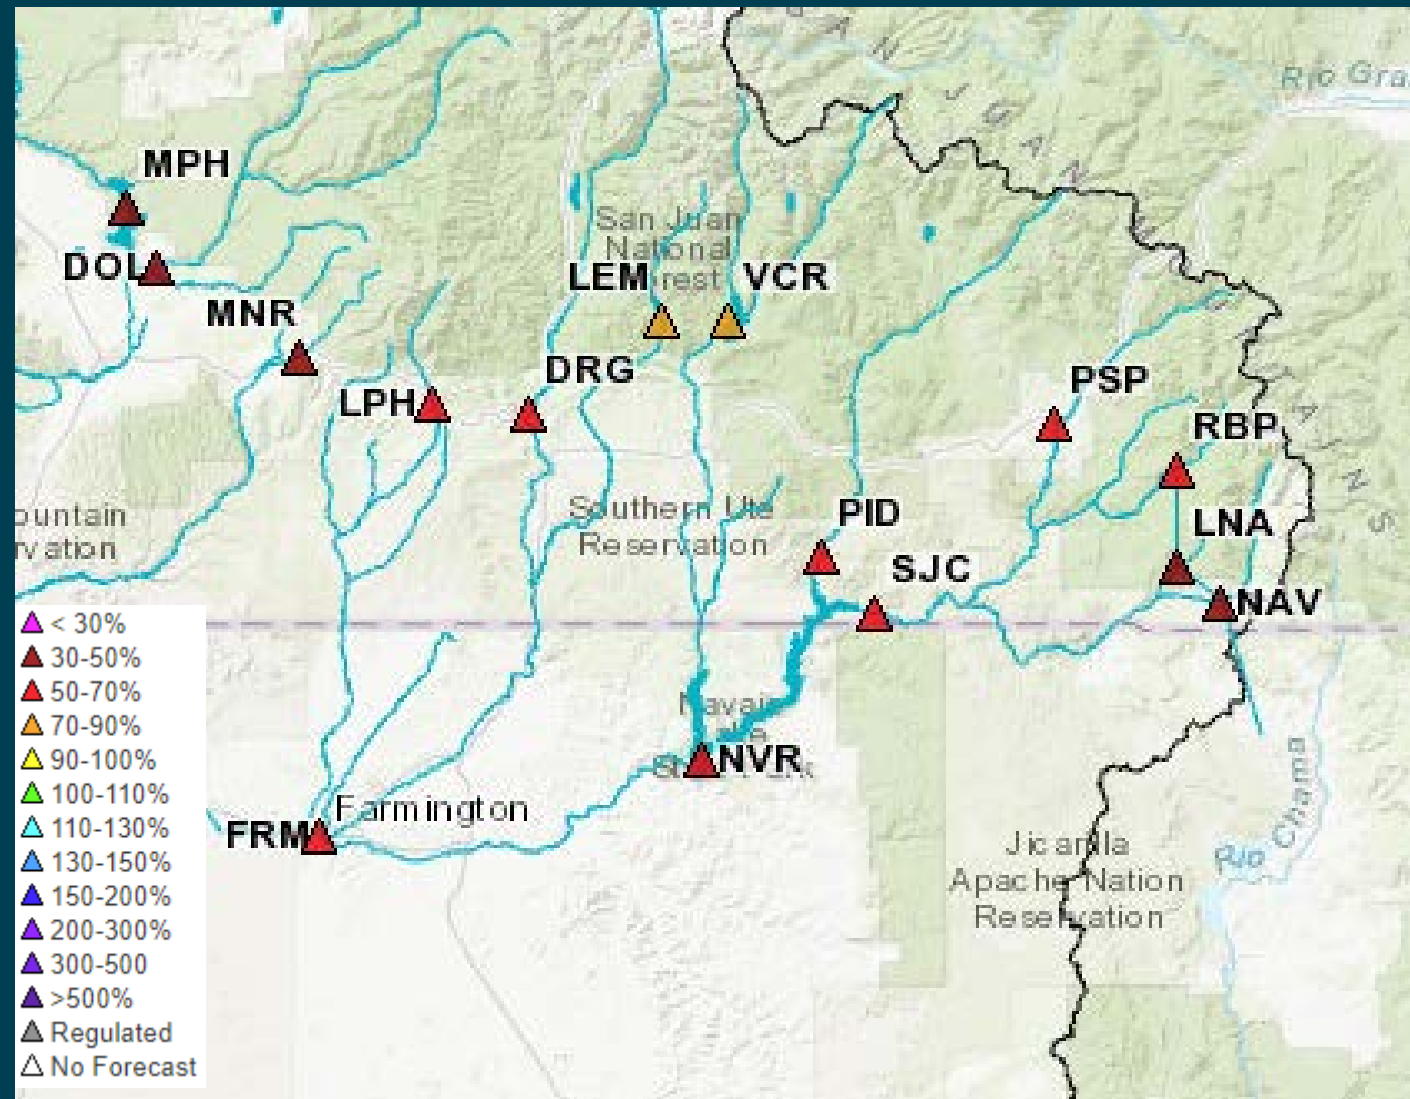 Rio Gra
SAN JUAN MOUNTAINS
MPH
DOL
MNR
San Juan
National
rest
LEM
VCR
DRG
LPH
PSP
RBP
ountain
rvation
Southern Ute
Reservation
PID
LNA
SJC
NAV
NVR
Farmington
FRM
Rio Chama
Jicarilla
Apache Nation
Reservation
< 30%
30-50%
50-70%
70-90%
90-100%
100-110%
110-130%
130-150%
150-200%
200-300%
300-500
>500%
Regulated
No Forecast